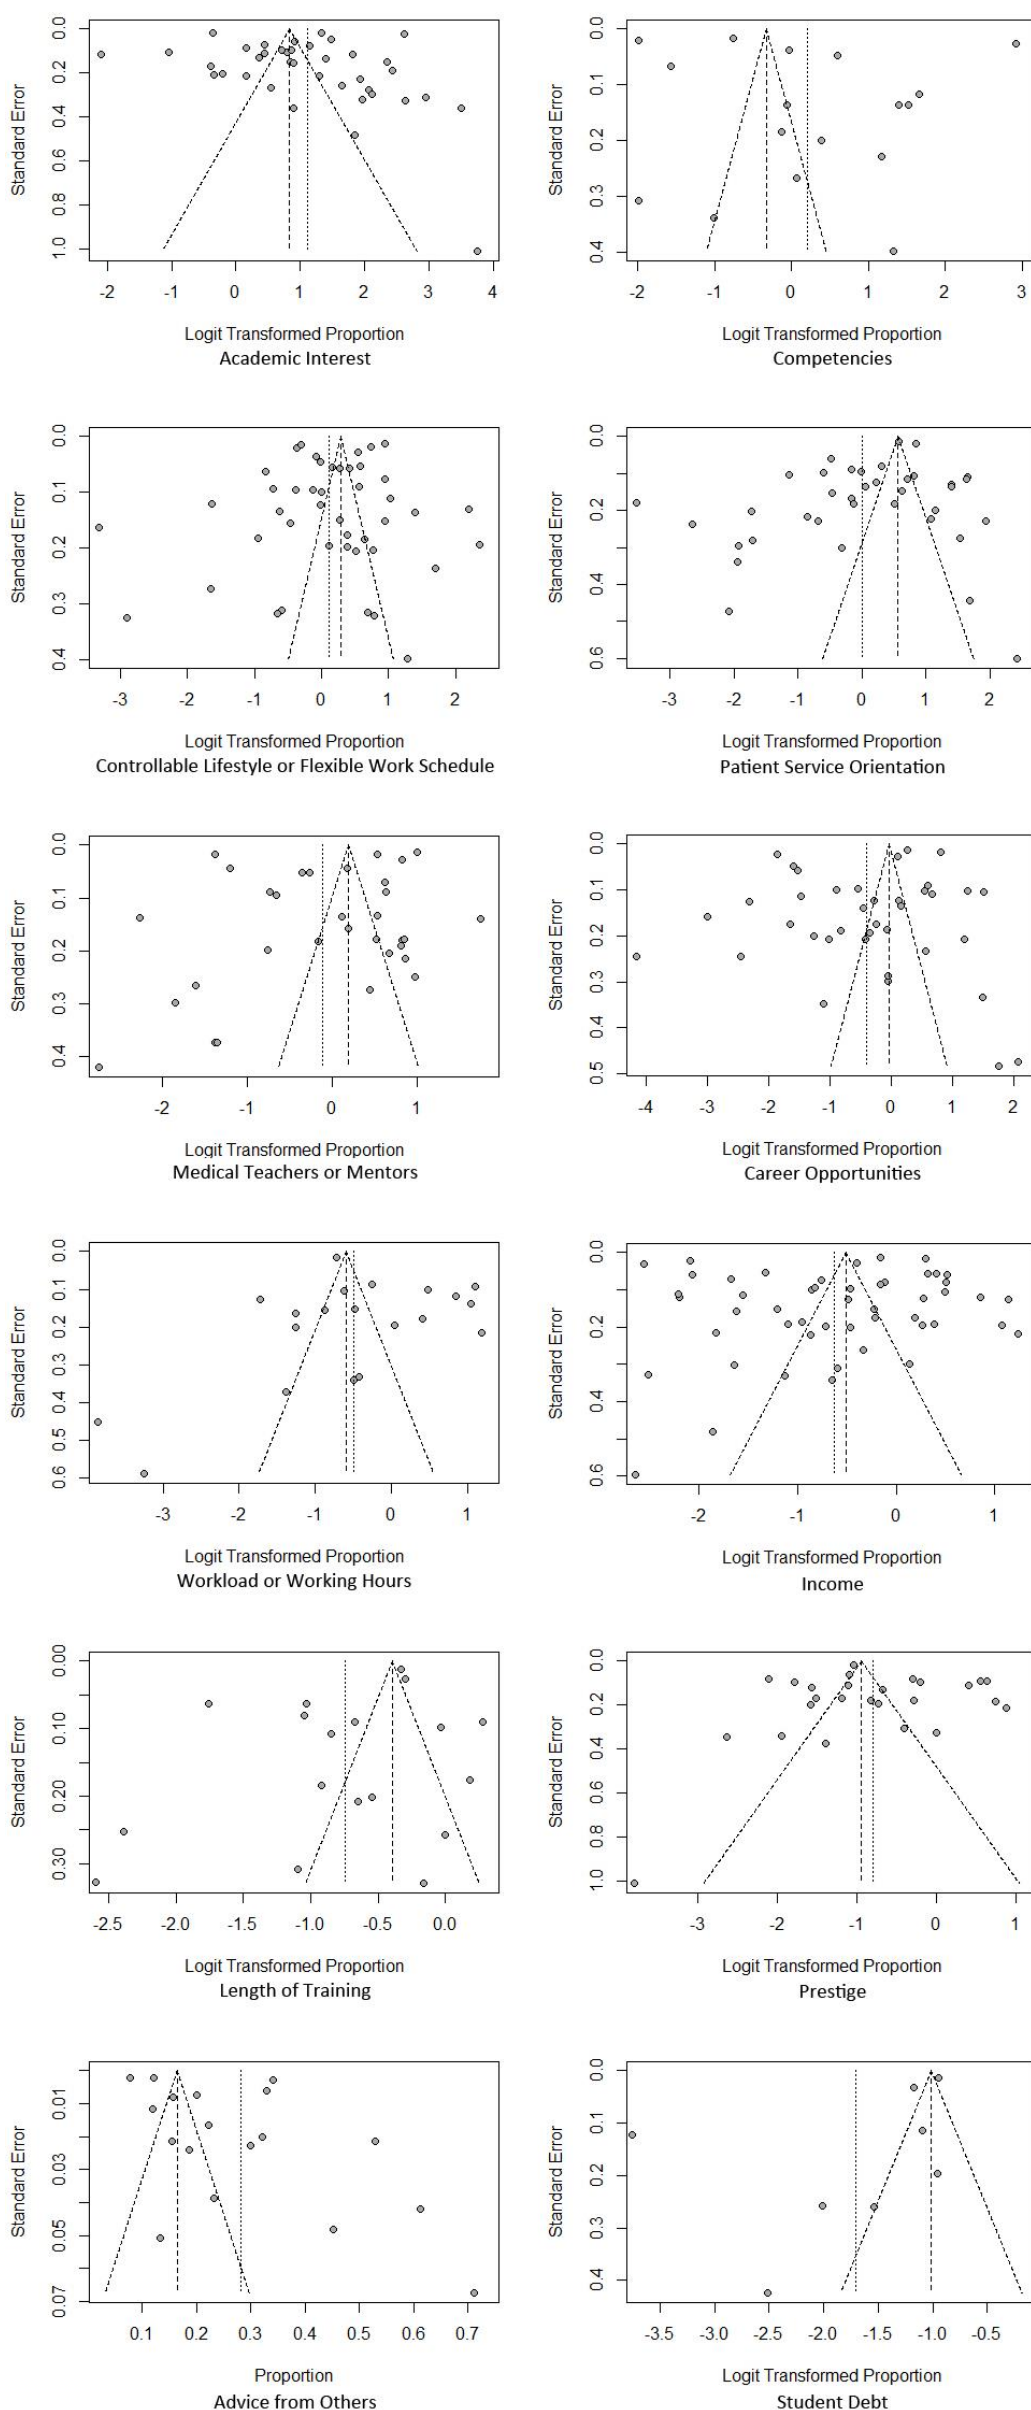 Standard Error
0.0
0.2
0.4
0.6
0.8
1.0
-2 -1 0 1 2 3 4
Logit Transformed Proportion
Academic Interest
Standard Error
0.0
0.1
0.2
0.3
0.4
-2 -1 0 1 2 3
Logit Transformed Proportion
Competencies
Standard Error
0.0
0.1
0.2
0.3
0.4
-3 -2 -1 0 1 2
Logit Transformed Proportion
Controllable Lifestyle or Flexible Work Schedule
Standard Error
0.0
0.2
0.4
0.6
-3 -2 -1 0 1 2
Logit Transformed Proportion
Patient Service Orientation
Standard Error
0.0
0.1
0.2
0.3
0.4
-2 -1 0 1
Logit Transformed Proportion
Medical Teachers or Mentors
Standard Error
0.0
0.1
0.2
0.3
0.4
0.5
-4 -3 -2 -1 0 1 2
Logit Transformed Proportion
Career Opportunities
Standard Error
0.0
0.1
0.2
0.3
0.4
0.5
0.6
-3 -2 -1 0 1
Logit Transformed Proportion
Workload or Working Hours
Standard Error
0.0
0.2
0.4
0.6
-2 -1 0 1
Logit Transformed Proportion
Income
Standard Error
0.00
0.10
0.20
0.30
-2.5 -2.0 -1.5 -1.0 -0.5 0.0
Logit Transformed Proportion
Length of Training
Standard Error
0.0
0.2
0.4
0.6
0.8
1.0
-3 -2 -1 0 1
Logit Transformed Proportion
Prestige
Standard Error
0.01
0.03
0.05
0.07
0.1 0.2 0.3 0.4 0.5 0.6 0.7
Proportion
Advice from Others
Standard Error
0.0
0.1
0.2
0.3
0.4
-3.5 -3.0 -2.5 -2.0 -1.5 -1.0 -0.5
Logit Transformed Proportion
Student Debt